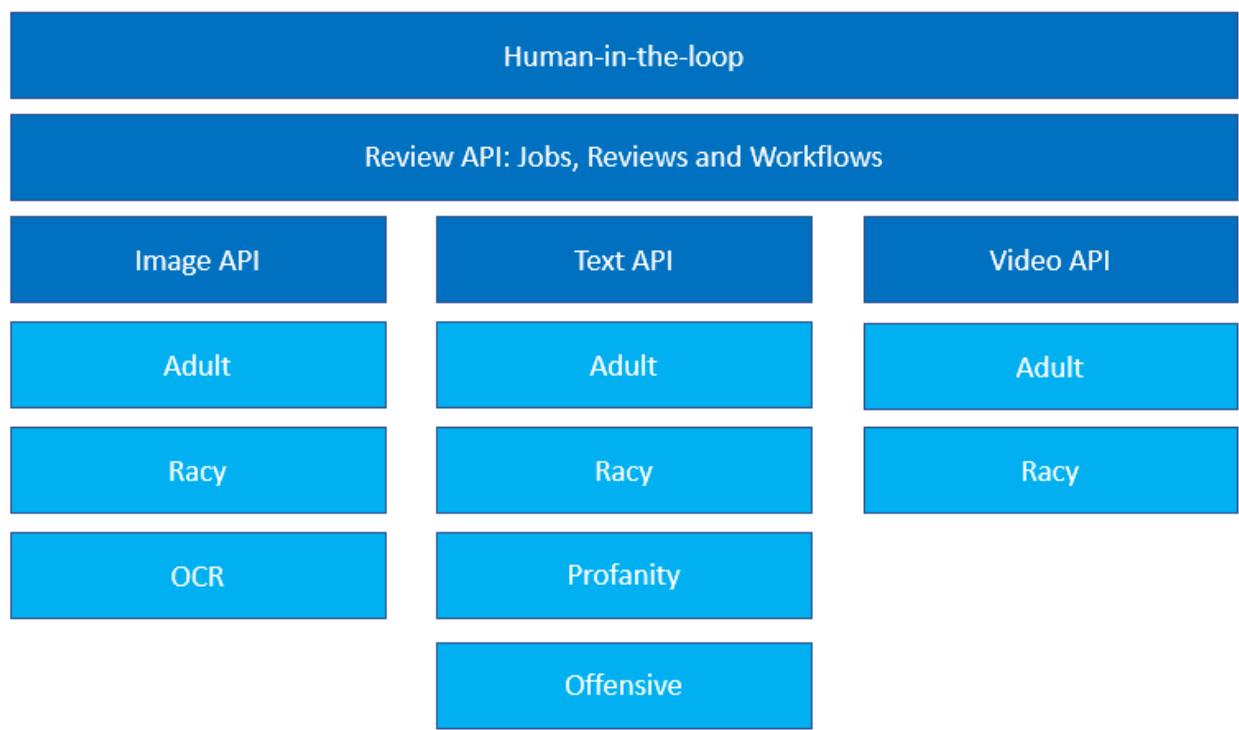 Human-in-the-loop
Review API: Jobs, Reviews and Workflows
Image API
Text API
Video API
Adult
Adult
Adult
Racy
Racy
Racy
OCR
Profanity
Offensive